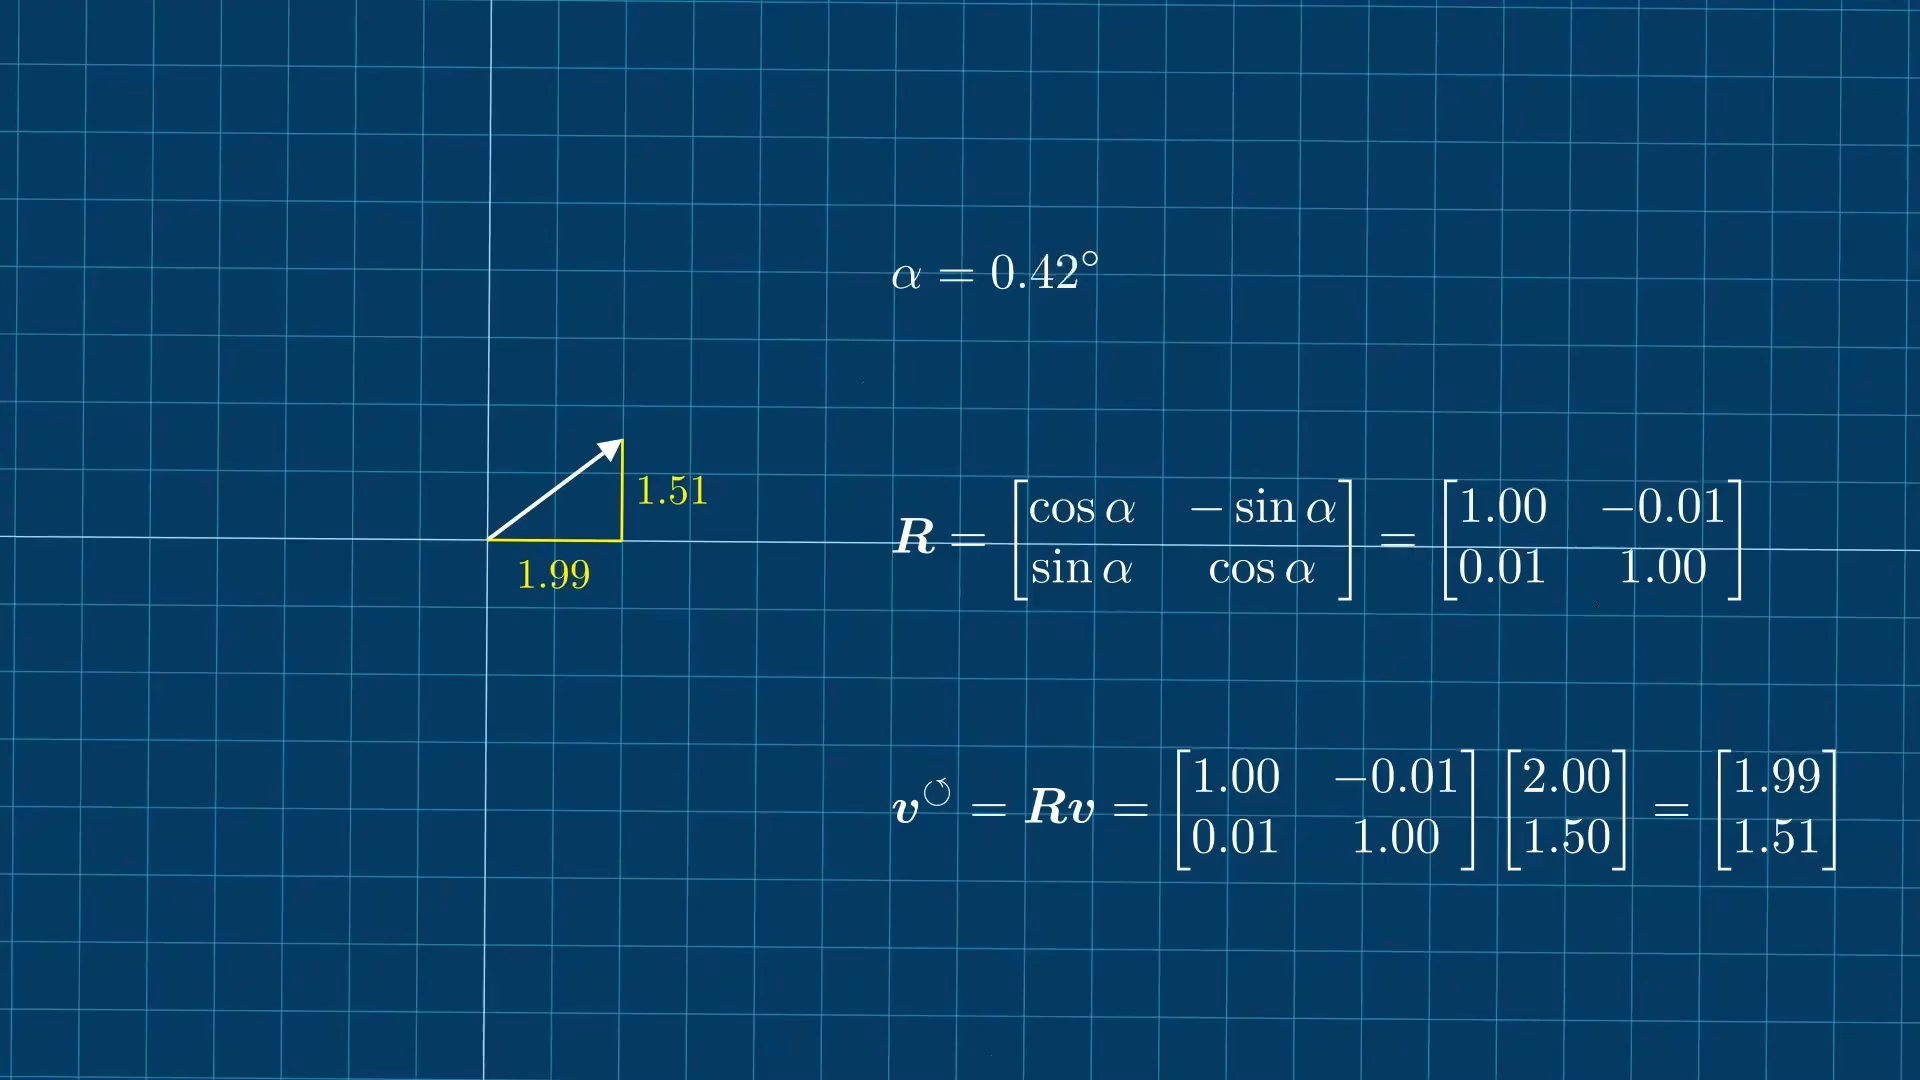 α = 0.42°
1.51
1.99
R = [cos α −sin α; sin α cos α] = [1.00 −0.01; 0.01 1.00]
v↺ = Rv = [1.00 −0.01; 0.01 1.00] [2.00; 1.50] = [1.99; 1.51]